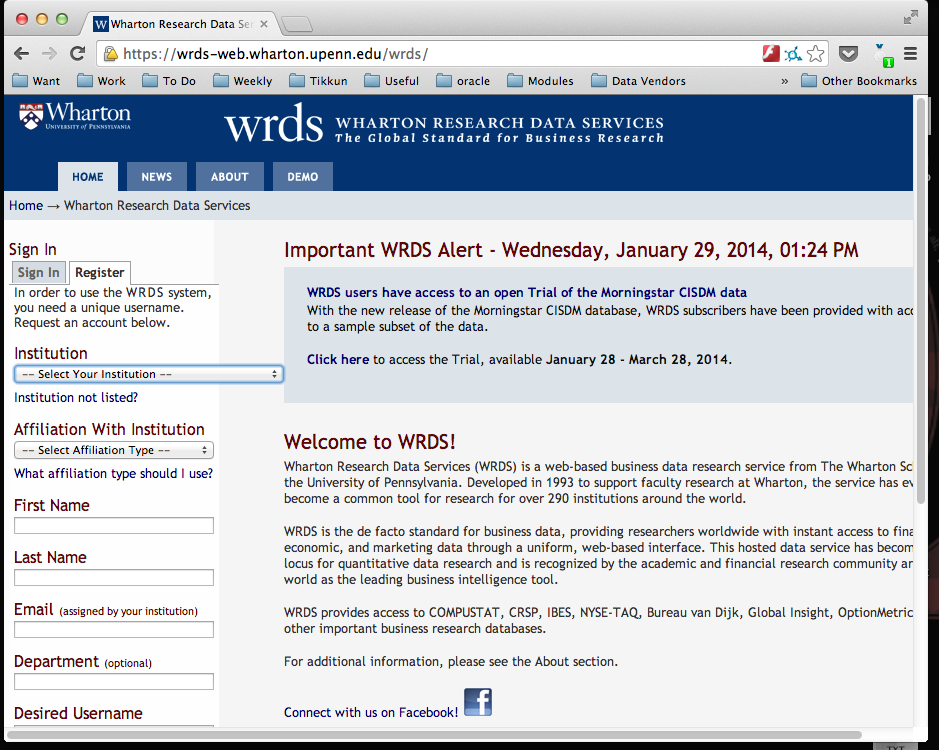 Wharton Research Data Se
https://wrds-web.wharton.upenn.edu/wrds/
Want Work To Do Weekly Tikkun Useful oracle Modules Data Vendors » Other Bookmarks
Wharton
UNIVERSITY of PENNSYLVANIA
wrds WHARTON RESEARCH DATA SERVICES
The Global Standard for Business Research
HOME NEWS ABOUT DEMO
Home → Wharton Research Data Services
Sign In
Sign In Register
In order to use the WRDS system,
you need a unique username.
Request an account below.
Institution
-- Select Your Institution --
Institution not listed?
Affiliation With Institution
-- Select Affiliation Type --
What affiliation type should I use?
First Name
Last Name
Email (assigned by your institution)
Department (optional)
Desired Username
Important WRDS Alert - Wednesday, January 29, 2014, 01:24 PM
WRDS users have access to an open Trial of the Morningstar CISDM data
With the new release of the Morningstar CISDM database, WRDS subscribers have been provided with acc
to a sample subset of the data.
Click here to access the Trial, available January 28 - March 28, 2014.
Welcome to WRDS!
Wharton Research Data Services (WRDS) is a web-based business data research service from The Wharton Sc
the University of Pennsylvania. Developed in 1993 to support faculty research at Wharton, the service has ev
become a common tool for research for over 290 institutions around the world.
WRDS is the de facto standard for business data, providing researchers worldwide with instant access to fina
economic, and marketing data through a uniform, web-based interface. This hosted data service has becom
locus for quantitative data research and is recognized by the academic and financial research community ar
world as the leading business intelligence tool.
WRDS provides access to COMPUSTAT, CRSP, IBES, NYSE-TAQ, Bureau van Dijk, Global Insight, OptionMetric
other important business research databases.
For additional information, please see the About section.
Connect with us on Facebook!